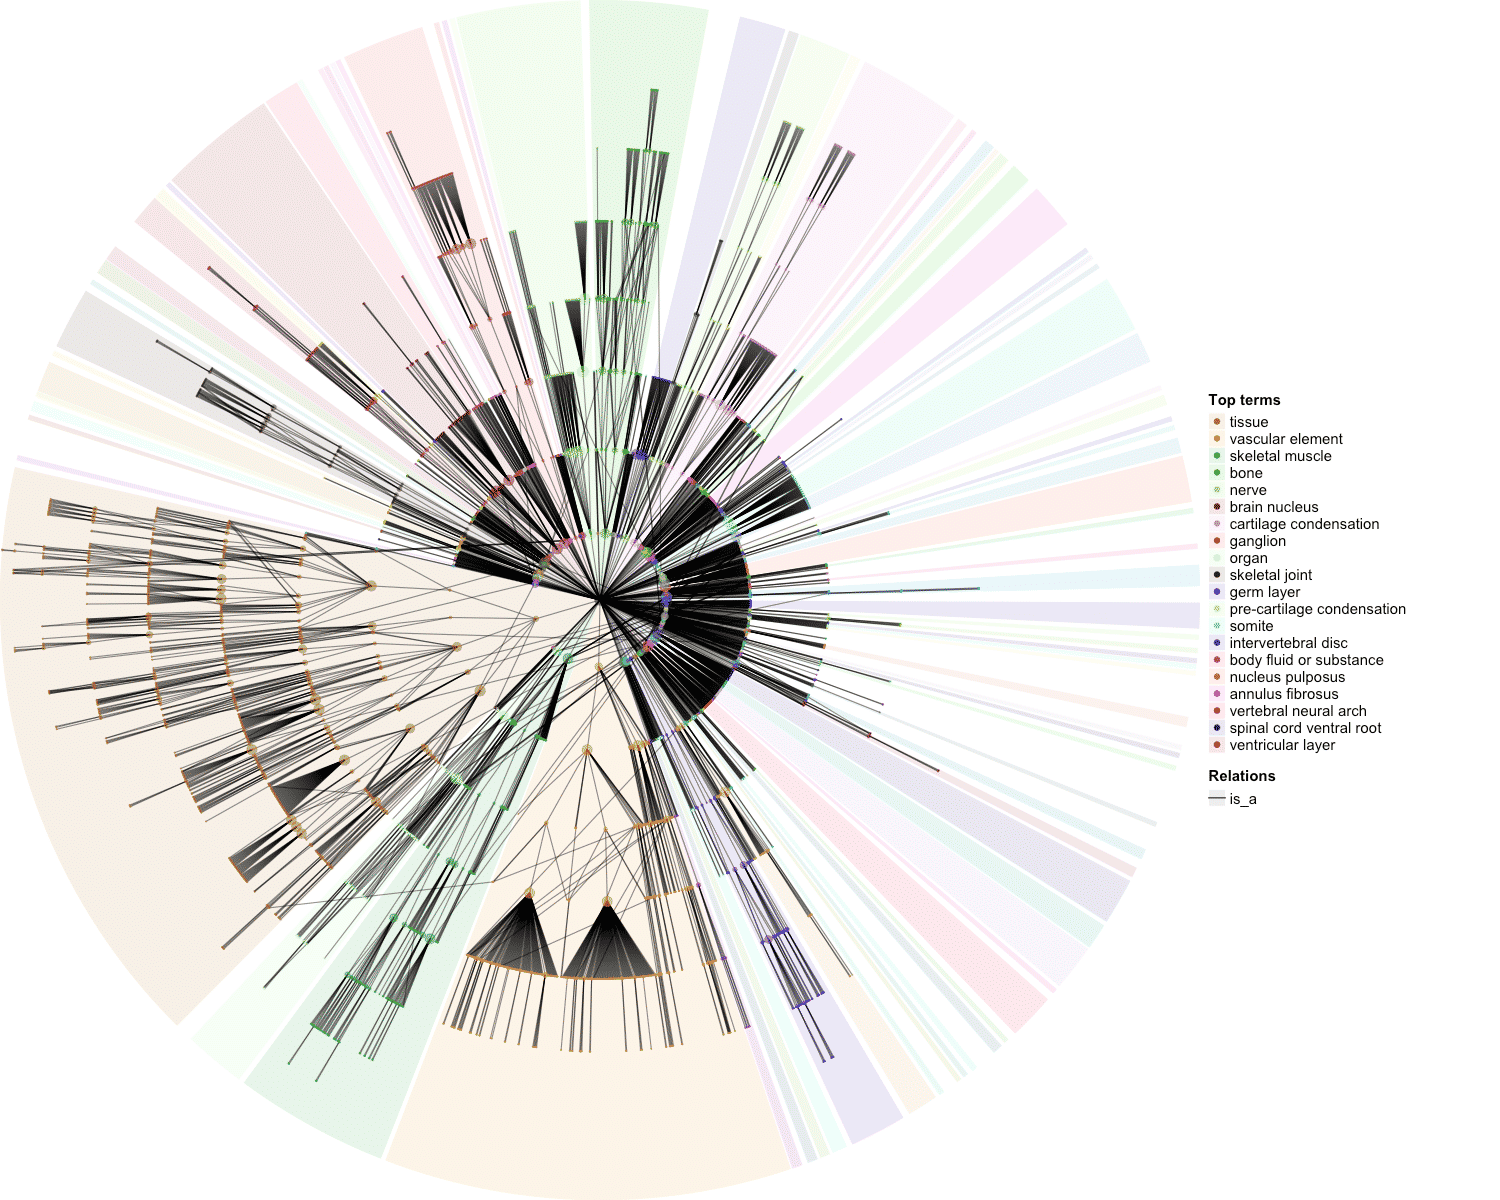 Top terms
tissue
vascular element
skeletal muscle
bone
nerve
brain nucleus
cartilage condensation
ganglion
organ
skeletal joint
germ layer
pre-cartilage condensation
somite
intervertebral disc
body fluid or substance
nucleus pulposus
annulus fibrosus
vertebral neural arch
spinal cord ventral root
ventricular layer
Relations
is_a